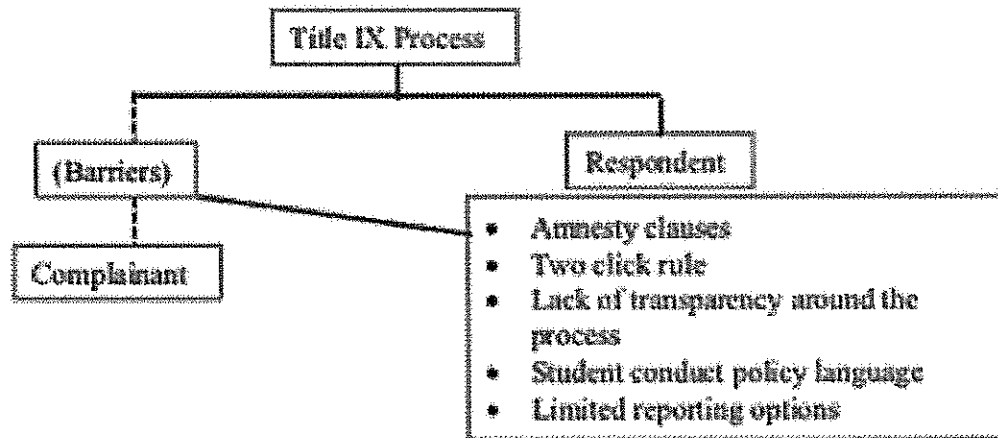 Title IX Process
(Barriers)
Respondent
Complainant
• Amnesty clauses
• Two click rule
• Lack of transparency around the
process
• Student conduct policy language
• Limited reporting options